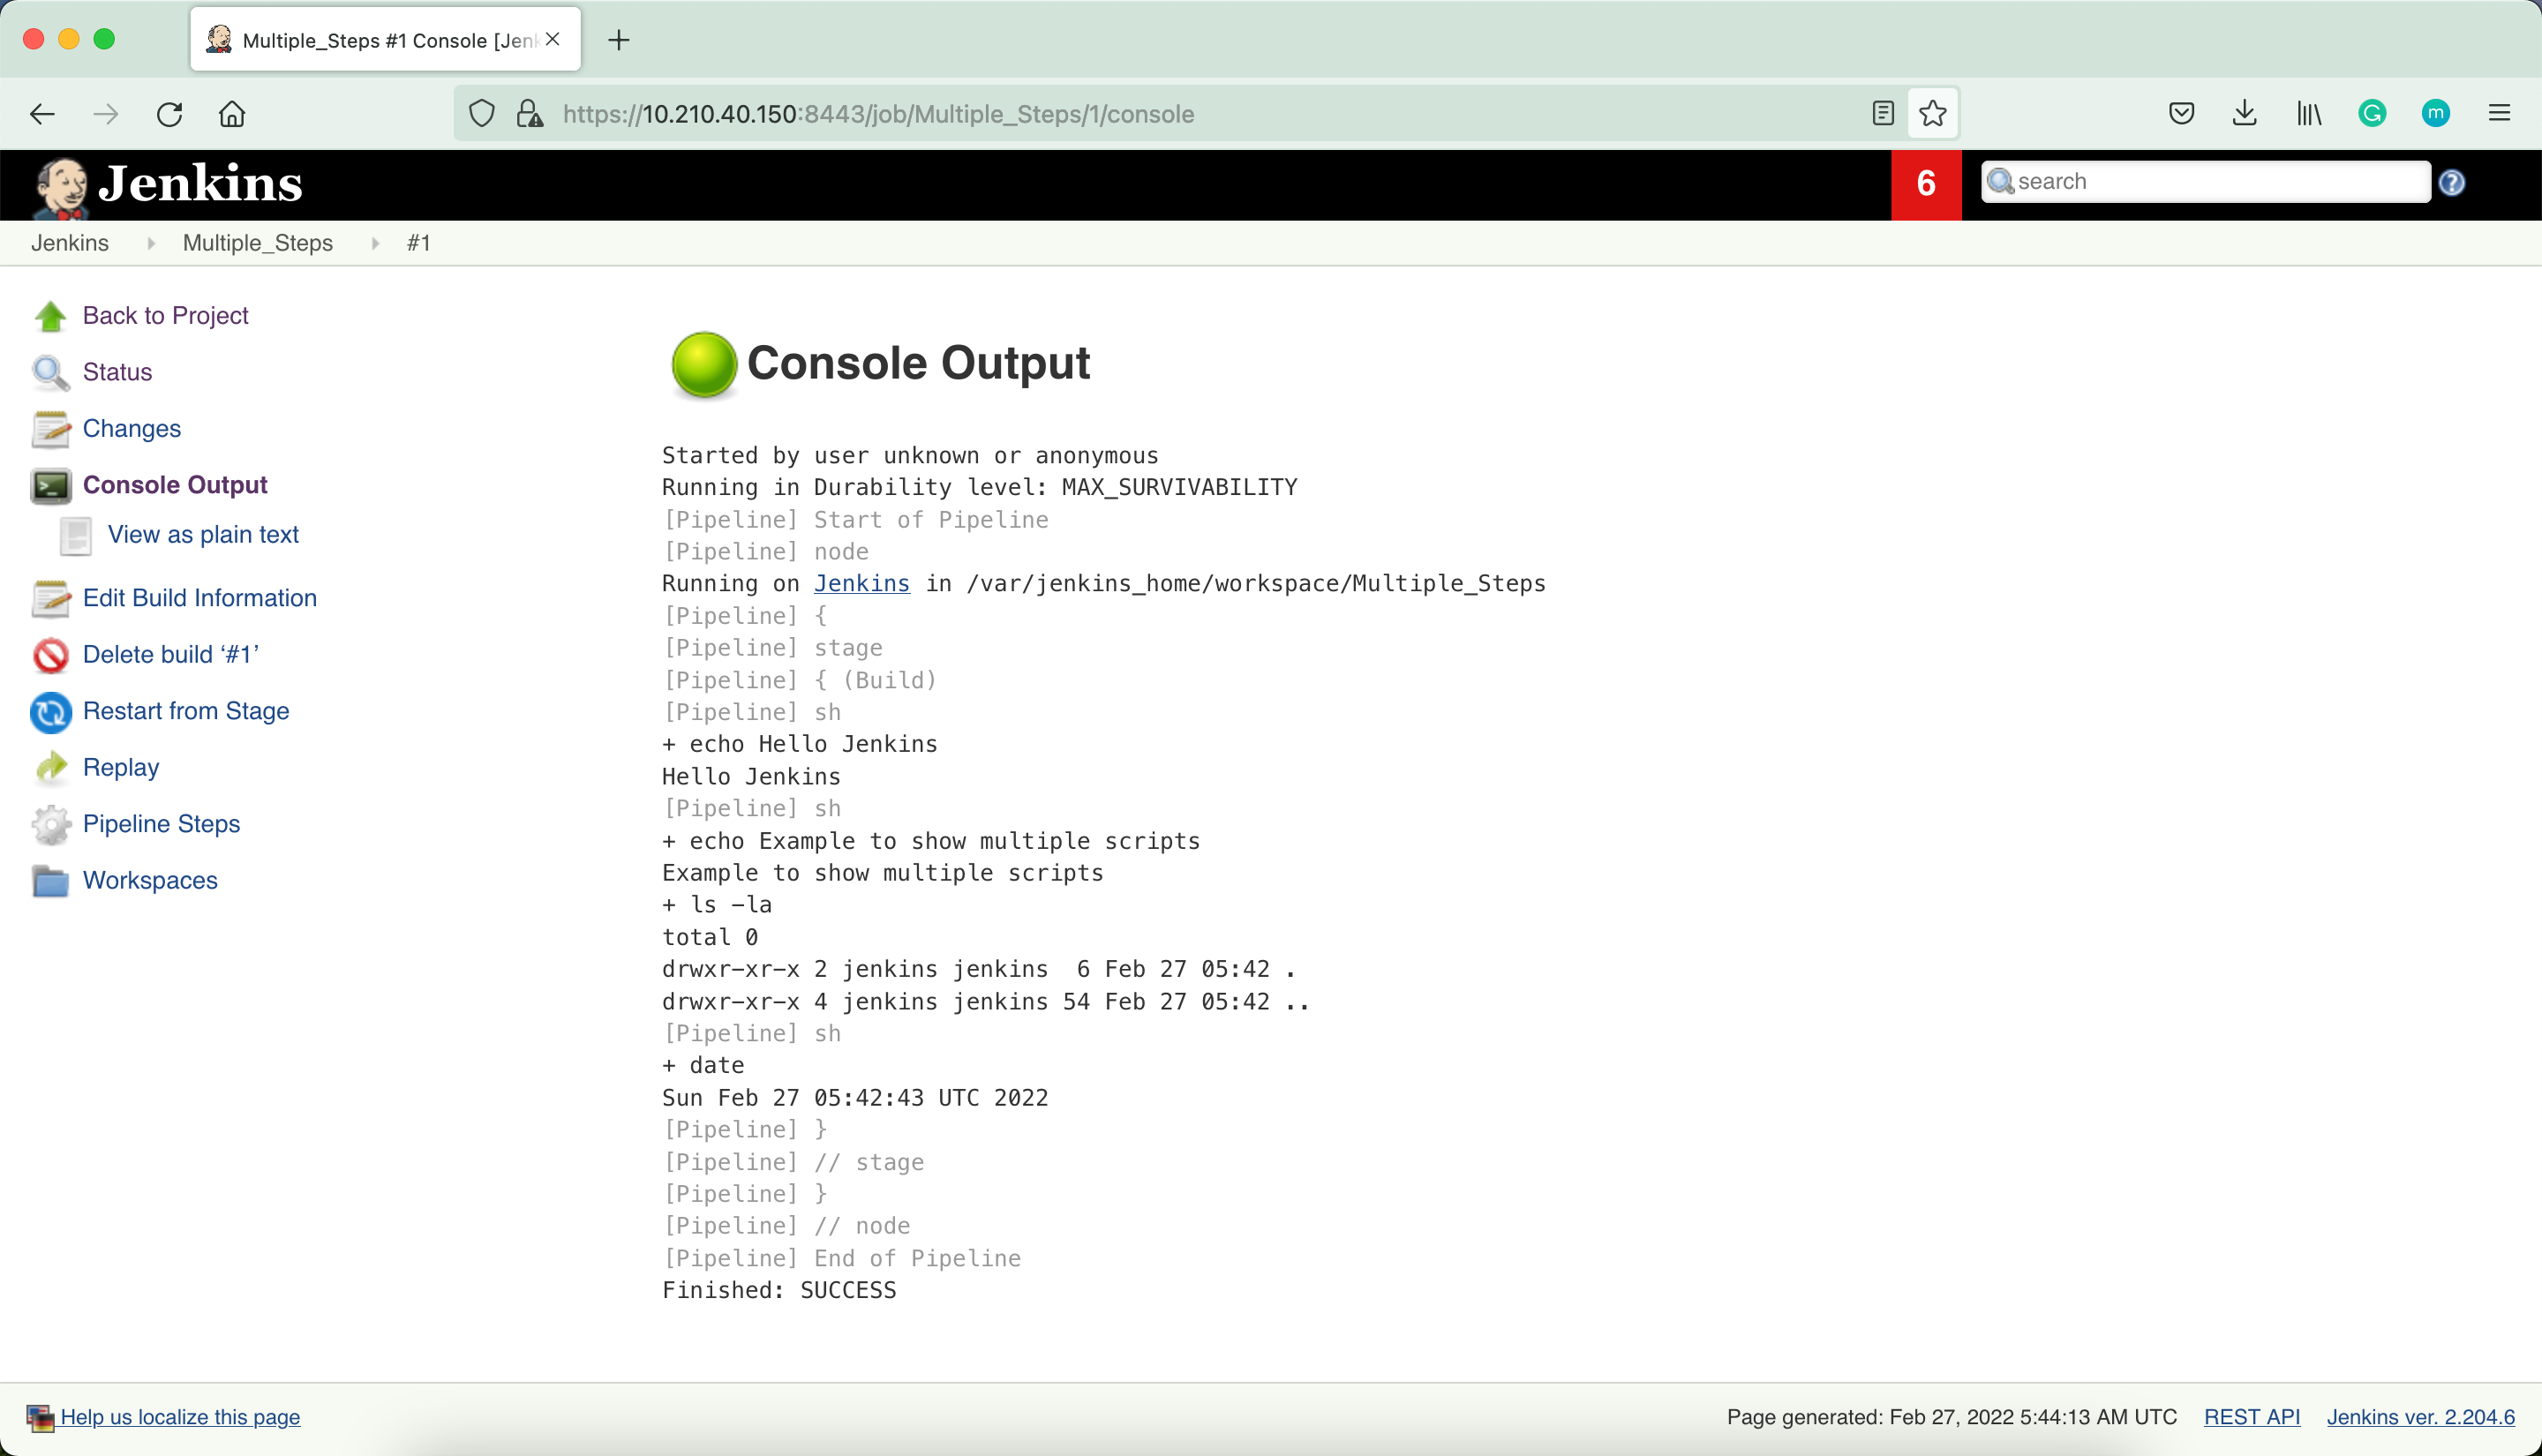 Multiple_Steps #1 Console [Jen
https://10.210.40.150:8443/job/Multiple_Steps/1/console
m
Jenkins
6
search
Jenkins
Multiple_Steps
#1
Back to Project
Status
Changes
Console Output
View as plain text
Edit Build Information
Delete build ‘#1’
Restart from Stage
Replay
Pipeline Steps
Workspaces
Console Output
Started by user unknown or anonymous
Running in Durability level: MAX_SURVIVABILITY
[Pipeline] Start of Pipeline
[Pipeline] node
Running on Jenkins in /var/jenkins_home/workspace/Multiple_Steps
[Pipeline] {
[Pipeline] stage
[Pipeline] { (Build)
[Pipeline] sh
+ echo Hello Jenkins
Hello Jenkins
[Pipeline] sh
+ echo Example to show multiple scripts
Example to show multiple scripts
+ ls -la
total 0
drwxr-xr-x 2 jenkins jenkins  6 Feb 27 05:42 .
drwxr-xr-x 4 jenkins jenkins 54 Feb 27 05:42 ..
[Pipeline] sh
+ date
Sun Feb 27 05:42:43 UTC 2022
[Pipeline] }
[Pipeline] // stage
[Pipeline] }
[Pipeline] // node
[Pipeline] End of Pipeline
Finished: SUCCESS
Help us localize this page
Page generated: Feb 27, 2022 5:44:13 AM UTC
REST API
Jenkins ver. 2.204.6